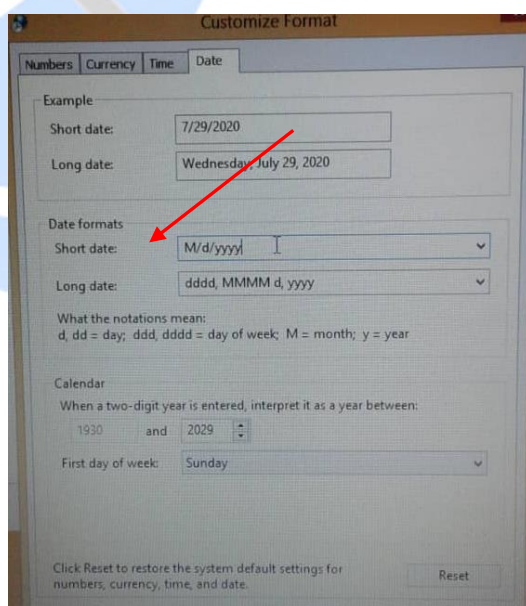 Customize Format
Numbers Currency Time Date
Example
Short date: 7/29/2020
Long date: Wednesday, July 29, 2020
Date formats
Short date: M/d/yyyy
Long date: dddd, MMMM d, yyyy
What the notations mean:
d, dd = day; ddd, dddd = day of week; M = month; y = year
Calendar
When a two-digit year is entered, interpret it as a year between:
1930 and 2029
First day of week: Sunday
Click Reset to restore the system default settings for
numbers, currency, time, and date.
Reset